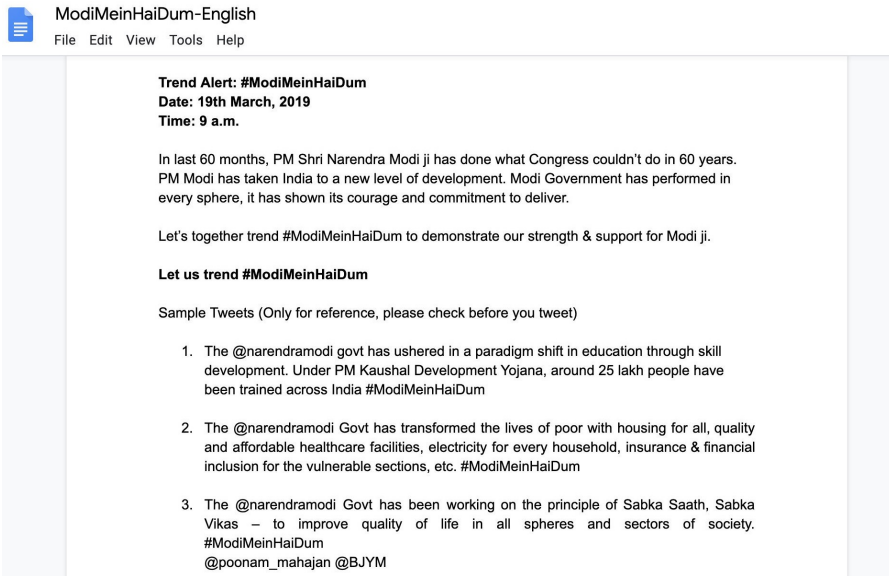 ModiMeinHaiDum-English
File Edit View Tools Help
Trend Alert: #ModiMeinHaiDum
Date: 19th March, 2019
Time: 9 a.m.
In last 60 months, PM Shri Narendra Modi ji has done what Congress couldn't do in 60 years.
PM Modi has taken India to a new level of development. Modi Government has performed in
every sphere, it has shown its courage and commitment to deliver.
Let's together trend #ModiMeinHaiDum to demonstrate our strength & support for Modi ji.
Let us trend #ModiMeinHaiDum
Sample Tweets (Only for reference, please check before you tweet)
1. The @narendramodi govt has ushered in a paradigm shift in education through skill
development. Under PM Kaushal Development Yojana, around 25 lakh people have
been trained across India #ModiMeinHaiDum
2. The @narendramodi Govt has transformed the lives of poor with housing for all, quality
and affordable healthcare facilities, electricity for every household, insurance & financial
inclusion for the vulnerable sections, etc. #ModiMeinHaiDum
3. The @narendramodi Govt has been working on the principle of Sabka Saath, Sabka
Vikas – to improve quality of life in all spheres and sectors of society.
#ModiMeinHaiDum
@poonam_mahajan @BJYM